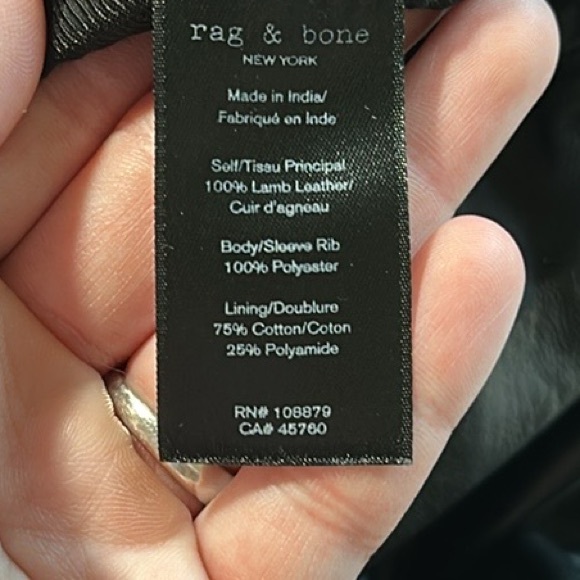 rag & bone
NEW YORK
Made in India/
Fabriqué en Inde
Self/Tissu Principal
100% Lamb Leather/
Cuir d'agneau
Body/Sleeve Rib
100% Polyester
Lining/Doublure
75% Cotton/Coton
25% Polyamide
RN# 108879
CA# 45760